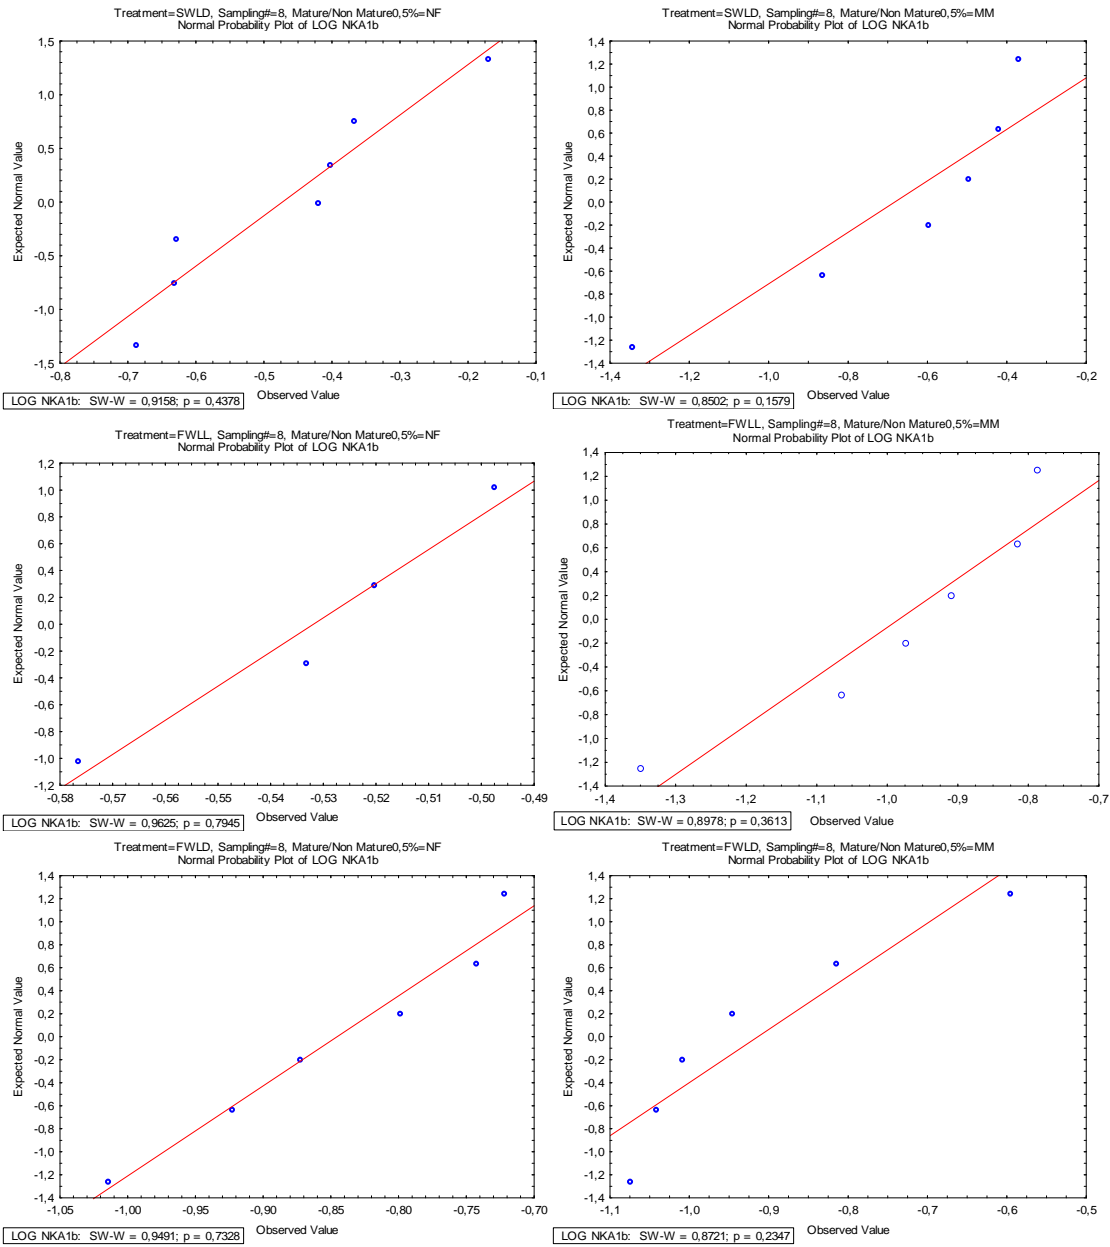 Treatment=SWLD, Sampling#=8, Mature/Non Mature0,5%=NF
Normal Probability Plot of LOG NKA1b
1,5
1,0
0,5
0,0
-0,5
-1,0
-1,5
Expected Normal Value
-0,8 -0,7 -0,6 -0,5 -0,4 -0,3 -0,2 -0,1
Observed Value
LOG NKA1b: SW-W = 0,9158; p = 0,4378
Treatment=SWLD, Sampling#=8, Mature/Non Mature0,5%=MM
Normal Probability Plot of LOG NKA1b
1,4
1,2
1,0
0,8
0,6
0,4
0,2
0,0
-0,2
-0,4
-0,6
-0,8
-1,0
-1,2
-1,4
Expected Normal Value
-1,4 -1,2 -1,0 -0,8 -0,6 -0,4 -0,2
Observed Value
LOG NKA1b: SW-W = 0,8502; p = 0,1579
Treatment=FWLL, Sampling#=8, Mature/Non Mature0,5%=NF
Normal Probability Plot of LOG NKA1b
1,2
1,0
0,8
0,6
0,4
0,2
0,0
-0,2
-0,4
-0,6
-0,8
-1,0
-1,2
Expected Normal Value
-0,58 -0,57 -0,56 -0,55 -0,54 -0,53 -0,52 -0,51 -0,50 -0,49
Observed Value
LOG NKA1b: SW-W = 0,9625; p = 0,7945
Treatment=FWLL, Sampling#=8, Mature/Non Mature0,5%=MM
Normal Probability Plot of LOG NKA1b
1,4
1,2
1,0
0,8
0,6
0,4
0,2
0,0
-0,2
-0,4
-0,6
-0,8
-1,0
-1,2
-1,4
Expected Normal Value
-1,4 -1,3 -1,2 -1,1 -1,0 -0,9 -0,8 -0,7
Observed Value
LOG NKA1b: SW-W = 0,8978; p = 0,3613
Treatment=FWLD, Sampling#=8, Mature/Non Mature0,5%=NF
Normal Probability Plot of LOG NKA1b
1,4
1,2
1,0
0,8
0,6
0,4
0,2
0,0
-0,2
-0,4
-0,6
-0,8
-1,0
-1,2
-1,4
Expected Normal Value
-1,05 -1,00 -0,95 -0,90 -0,85 -0,80 -0,75 -0,70
Observed Value
LOG NKA1b: SW-W = 0,9491; p = 0,7328
Treatment=FWLD, Sampling#=8, Mature/Non Mature0,5%=MM
Normal Probability Plot of LOG NKA1b
1,4
1,2
1,0
0,8
0,6
0,4
0,2
0,0
-0,2
-0,4
-0,6
-0,8
-1,0
-1,2
-1,4
Expected Normal Value
-1,1 -1,0 -0,9 -0,8 -0,7 -0,6 -0,5
Observed Value
LOG NKA1b: SW-W = 0,8721; p = 0,2347